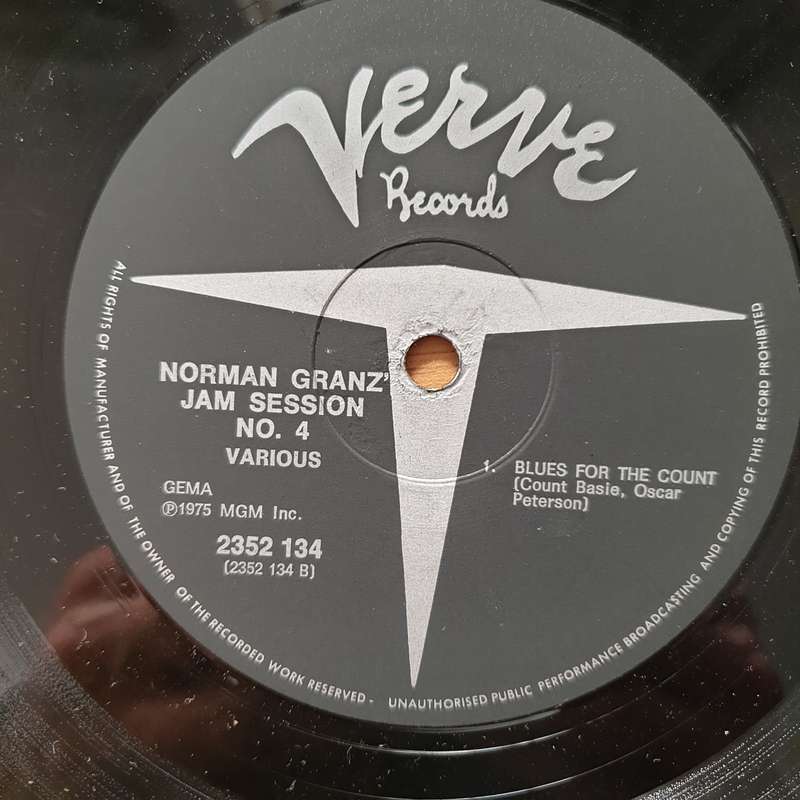 Verve
Records
NORMAN GRANZ'
JAM SESSION
NO. 4
VARIOUS
GEMA
Ⓟ1975 MGM Inc.
2352 134
(2352 134 B)
1. BLUES FOR THE COUNT
(Count Basie, Oscar
Peterson)
ALL RIGHTS OF MANUFACTURER AND OF THE OWNER OF THE RECORDED WORK RESERVED - UNAUTHORISED PUBLIC PERFORMANCE BROADCASTING AND COPYING OF THIS RECORD PROHIBITED